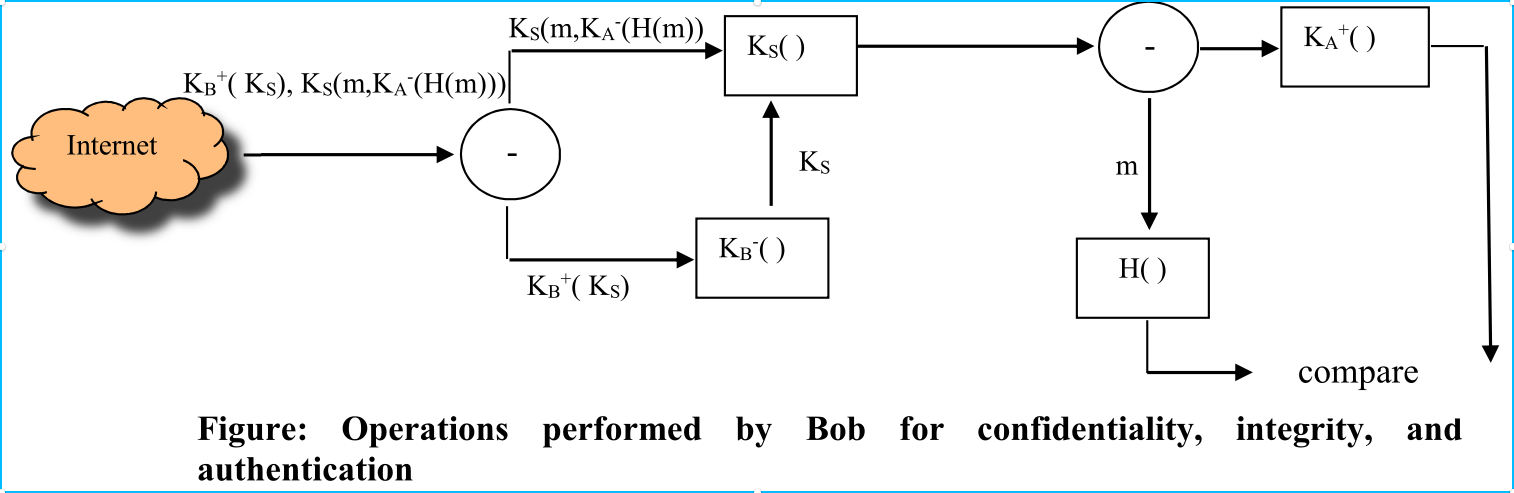 K_S(m,K_A^-(H(m))
K_S( )
-
K_A^+( )
K_B^+( K_S), K_S(m,K_A^-(H(m)))
Internet
-
K_S
m
K_B^-( )
H( )
K_B^+( K_S)
compare
Figure: Operations performed by Bob for confidentiality, integrity, and
authentication